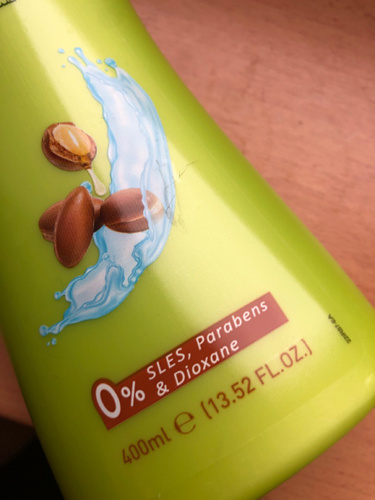 0% SLES, Parabens
& Dioxane
400ml ℮ (13.52 FL.OZ.)